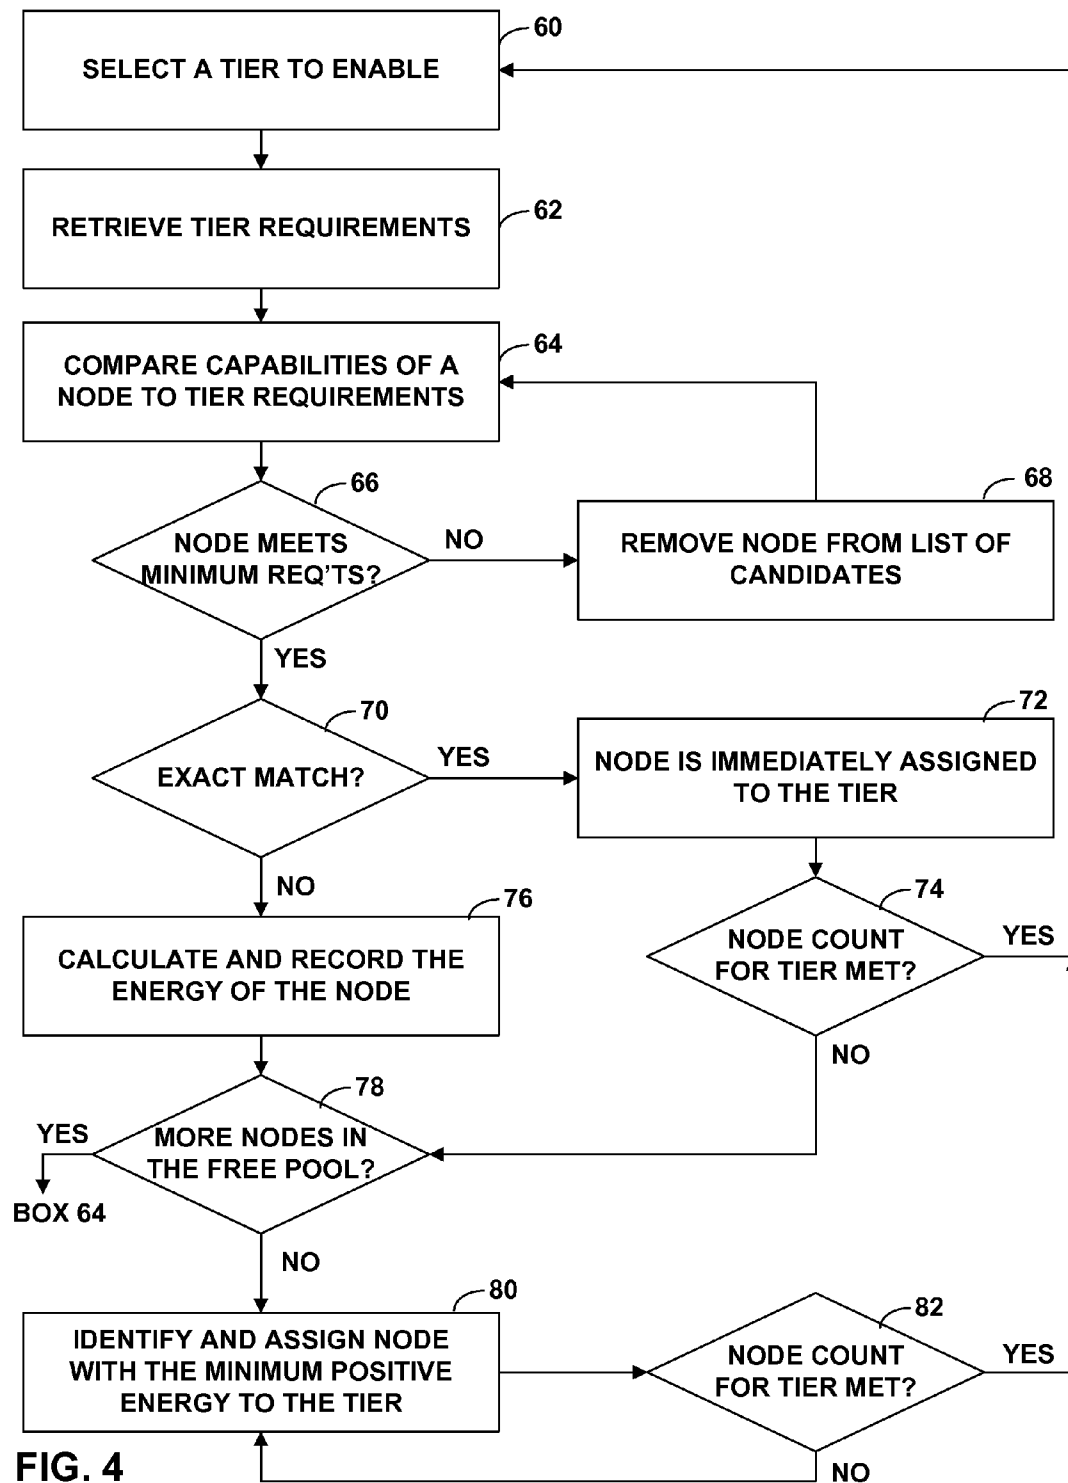 60
SELECT A TIER TO ENABLE
62
RETRIEVE TIER REQUIREMENTS
64
COMPARE CAPABILITIES OF A
NODE TO TIER REQUIREMENTS
66
NODE MEETS
MINIMUM REQ'TS?
NO
68
REMOVE NODE FROM LIST OF
CANDIDATES
YES
70
EXACT MATCH?
YES
72
NODE IS IMMEDIATELY ASSIGNED
TO THE TIER
NO
74
NODE COUNT
FOR TIER MET?
YES
NO
76
CALCULATE AND RECORD THE
ENERGY OF THE NODE
78
MORE NODES IN
THE FREE POOL?
YES
BOX 64
NO
80
IDENTIFY AND ASSIGN NODE
WITH THE MINIMUM POSITIVE
ENERGY TO THE TIER
82
NODE COUNT
FOR TIER MET?
YES
NO
FIG. 4